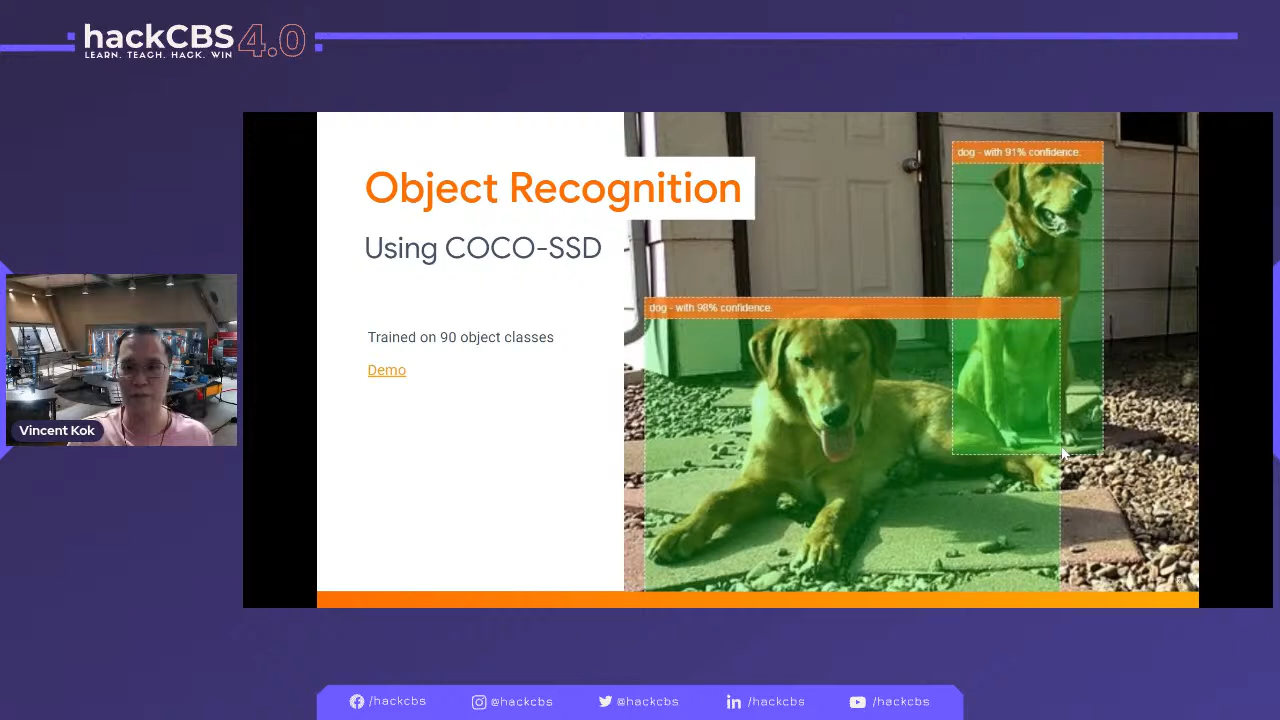 hackCBS 4.0
LEARN. TEACH. HACK. WIN
Object Recognition
Using COCO-SSD
Trained on 90 object classes
Demo
dog - with 91% confidence.
dog - with 98% confidence.
Vincent Kok
/hackcbs
@hackcbs
@hackcbs
/hackcbs
/hackcbs